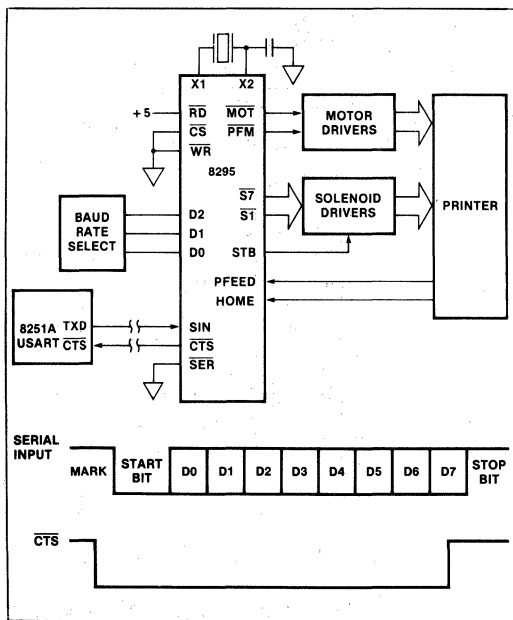 X1 X2
+5 RD MOT MOTOR DRIVERS
CS PFM
WR
8295
S7 SOLENOID DRIVERS PRINTER
S1
BAUD RATE SELECT D2
D1 STB
D0
PFEED
HOME
8251A USART TXD SIN
CTS CTS
SER
SERIAL INPUT
MARK START BIT D0 D1 D2 D3 D4 D5 D6 D7 STOP BIT
CTS